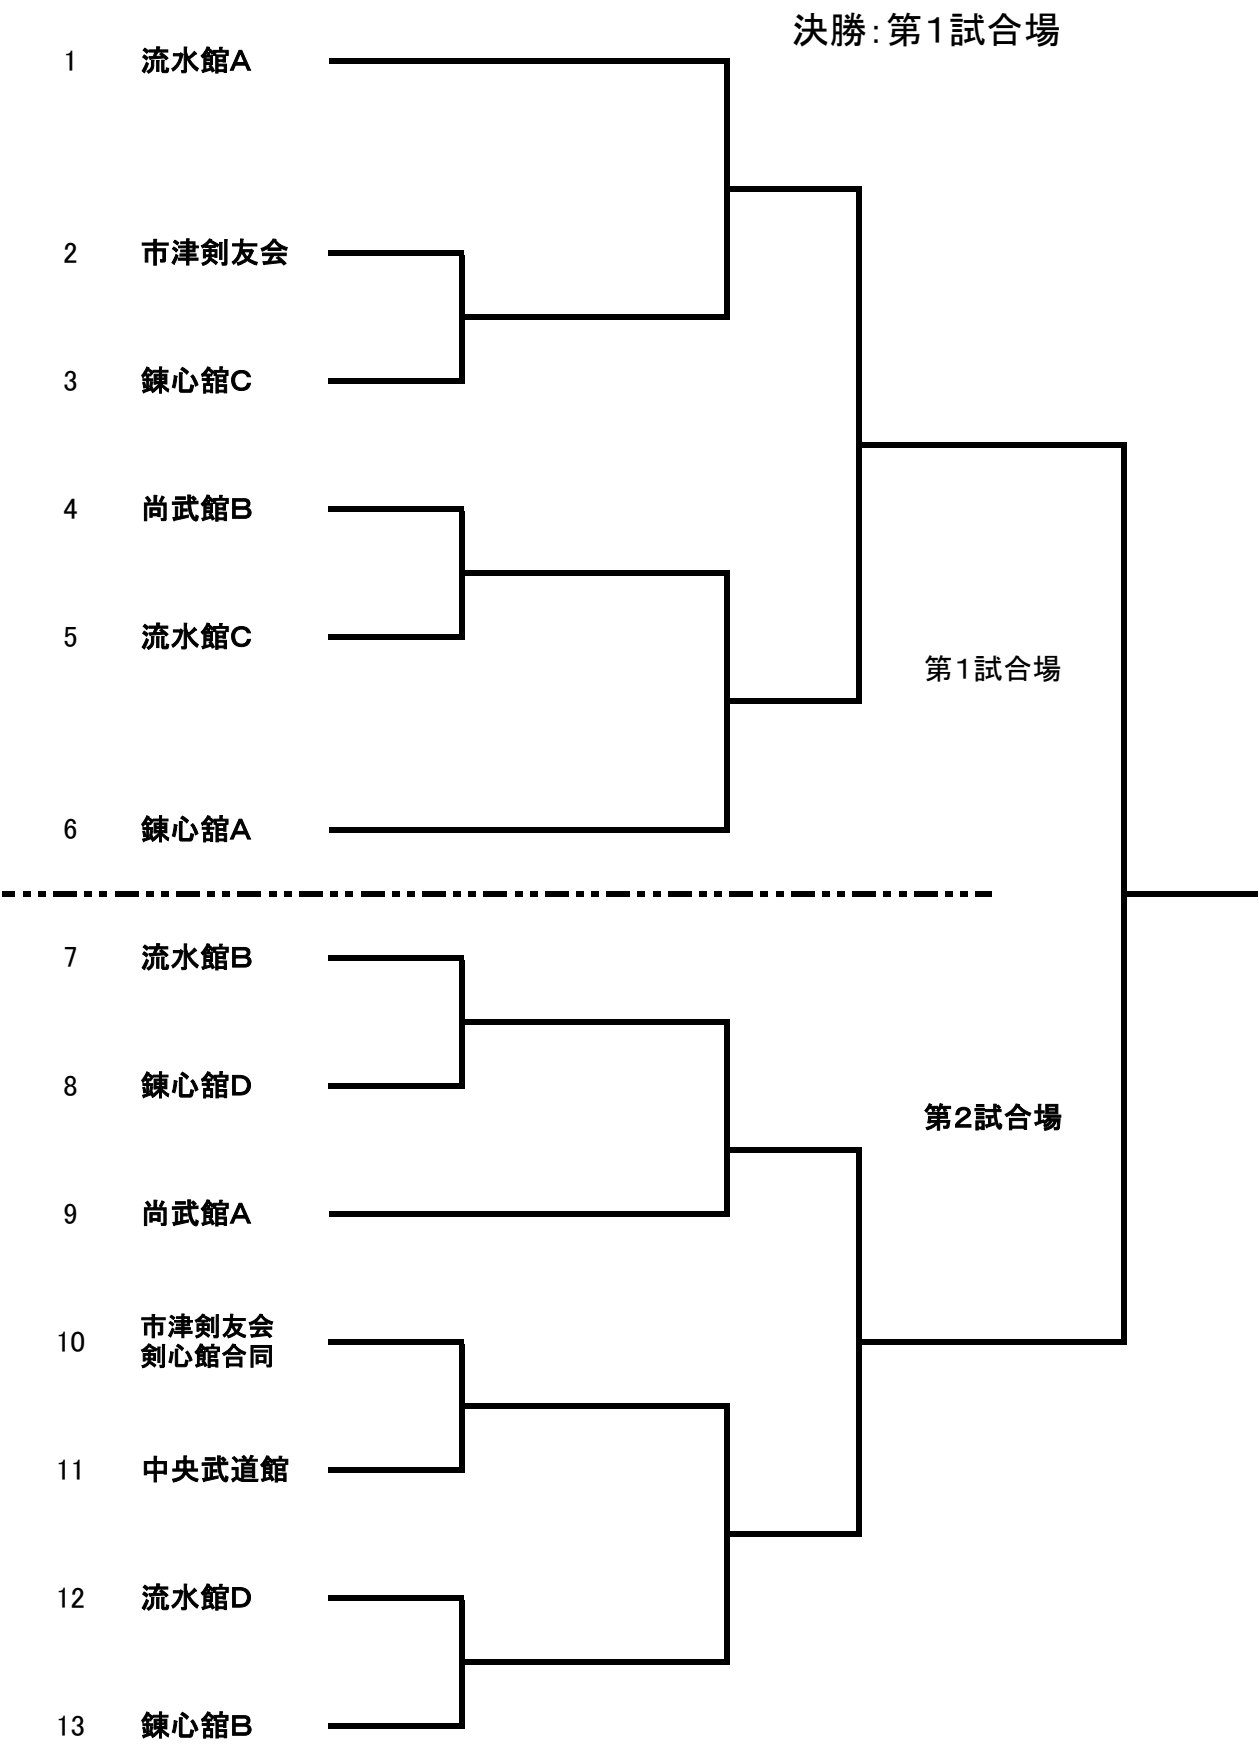 決勝：第１試合場
1 流水館Ａ
2 市津剣友会
3 錬心舘Ｃ
4 尚武館Ｂ
5 流水館Ｃ
第１試合場
6 錬心舘Ａ
7 流水館Ｂ
8 錬心舘Ｄ
第２試合場
9 尚武館Ａ
10 市津剣友会
剣心館合同
11 中央武道館
12 流水館Ｄ
13 錬心舘Ｂ